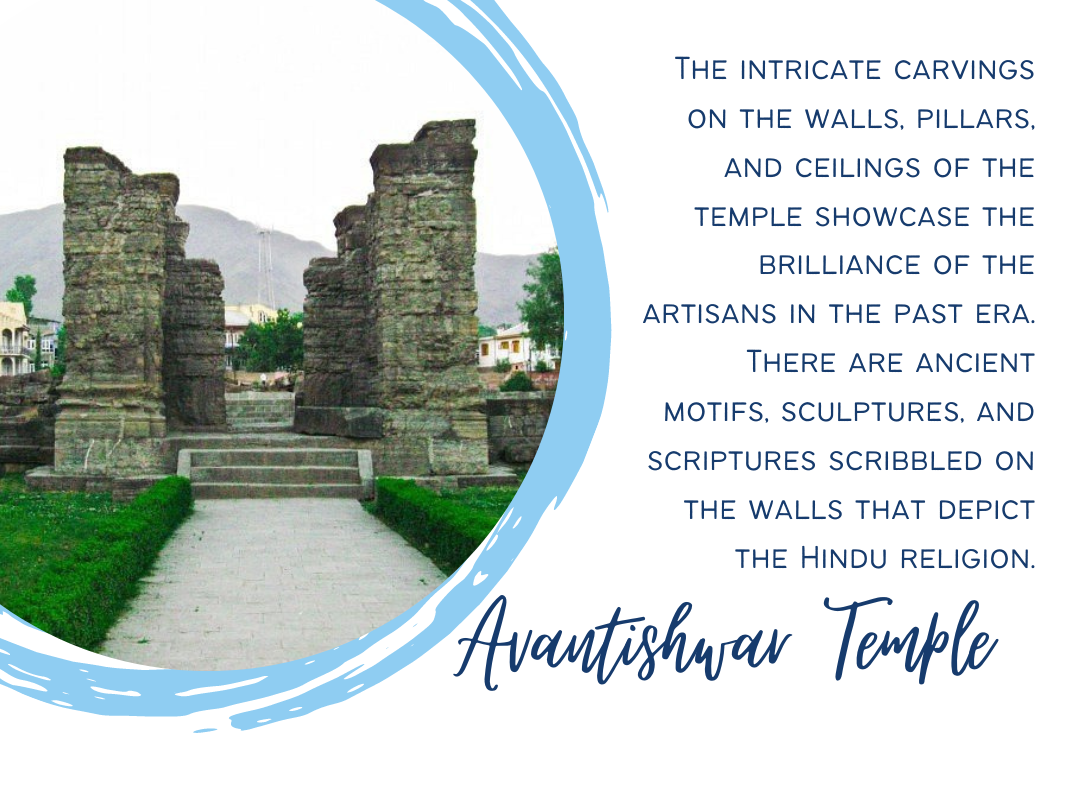 The intricate carvings
on the walls, pillars,
and ceilings of the
temple showcase the
brilliance of the
artisans in the past era.
There are ancient
motifs, sculptures, and
scriptures scribbled on
the walls that depict
the Hindu religion.
Avantishwar Temple